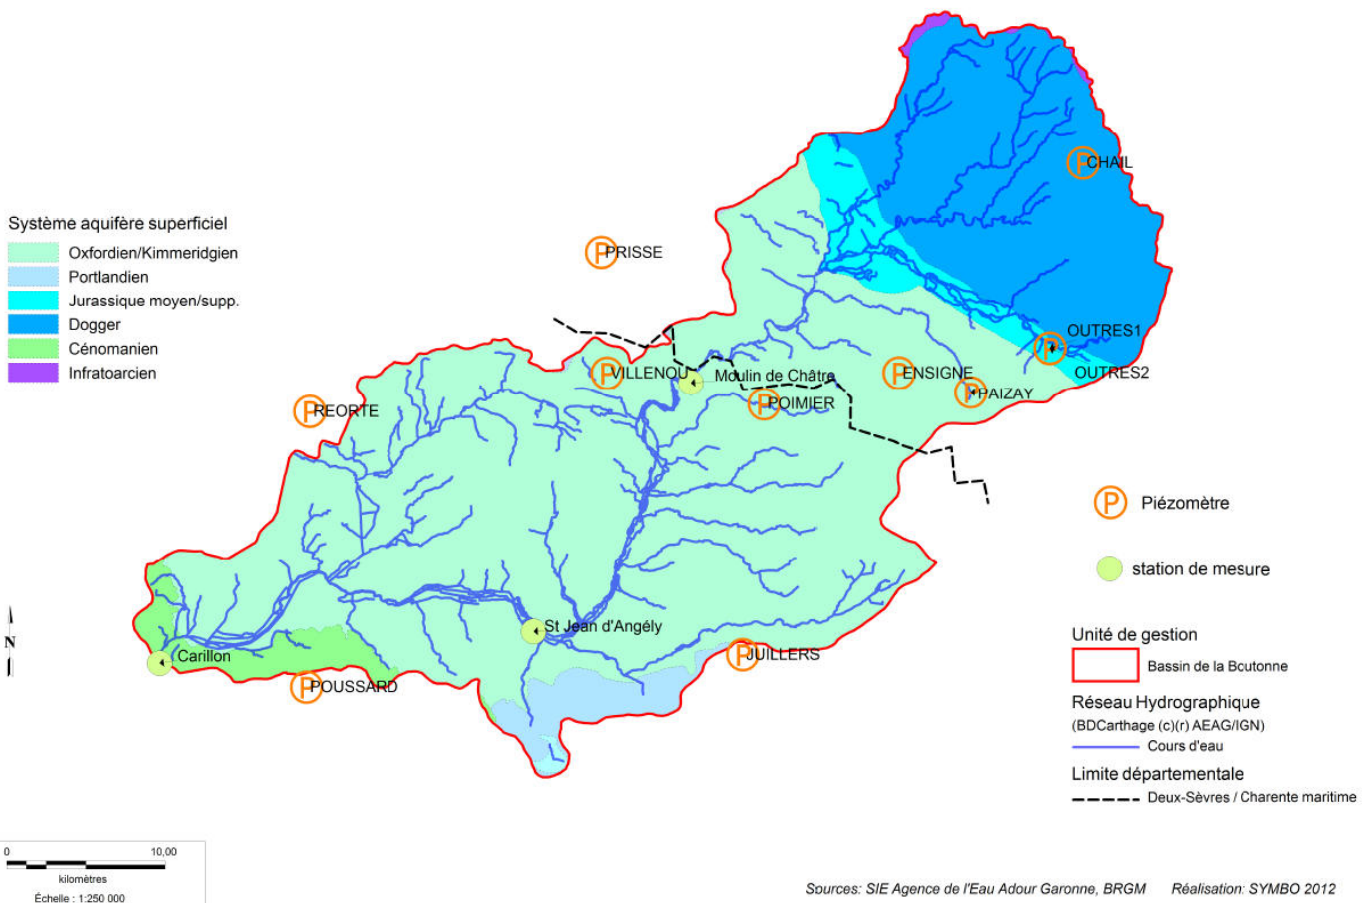 CHAIL
Système aquifère superficiel
Oxfordien/Kimmeridgien
Portlandien
Jurassique moyen/supp.
Dogger
Cénomanien
Infratoarcien
PRISSE
OUTRES1
OUTRES2
VILLENOU
Moulin de Châtre
ENSIGNE
PAIZAY
REORTE
POIMIER
P Piézomètre
station de mesure
St Jean d'Angély
Carillon
JUILLERS
POUSSARD
N
Unité de gestion
Bassin de la Boutonne
Réseau Hydrographique
(BDCarthage (c)(r) AEAG/IGN)
Cours d'eau
Limite départementale
Deux-Sèvres / Charente maritime
0 10,00
kilomètres
Échelle : 1:250 000
Sources: SIE Agence de l'Eau Adour Garonne, BRGM Réalisation: SYMBO 2012